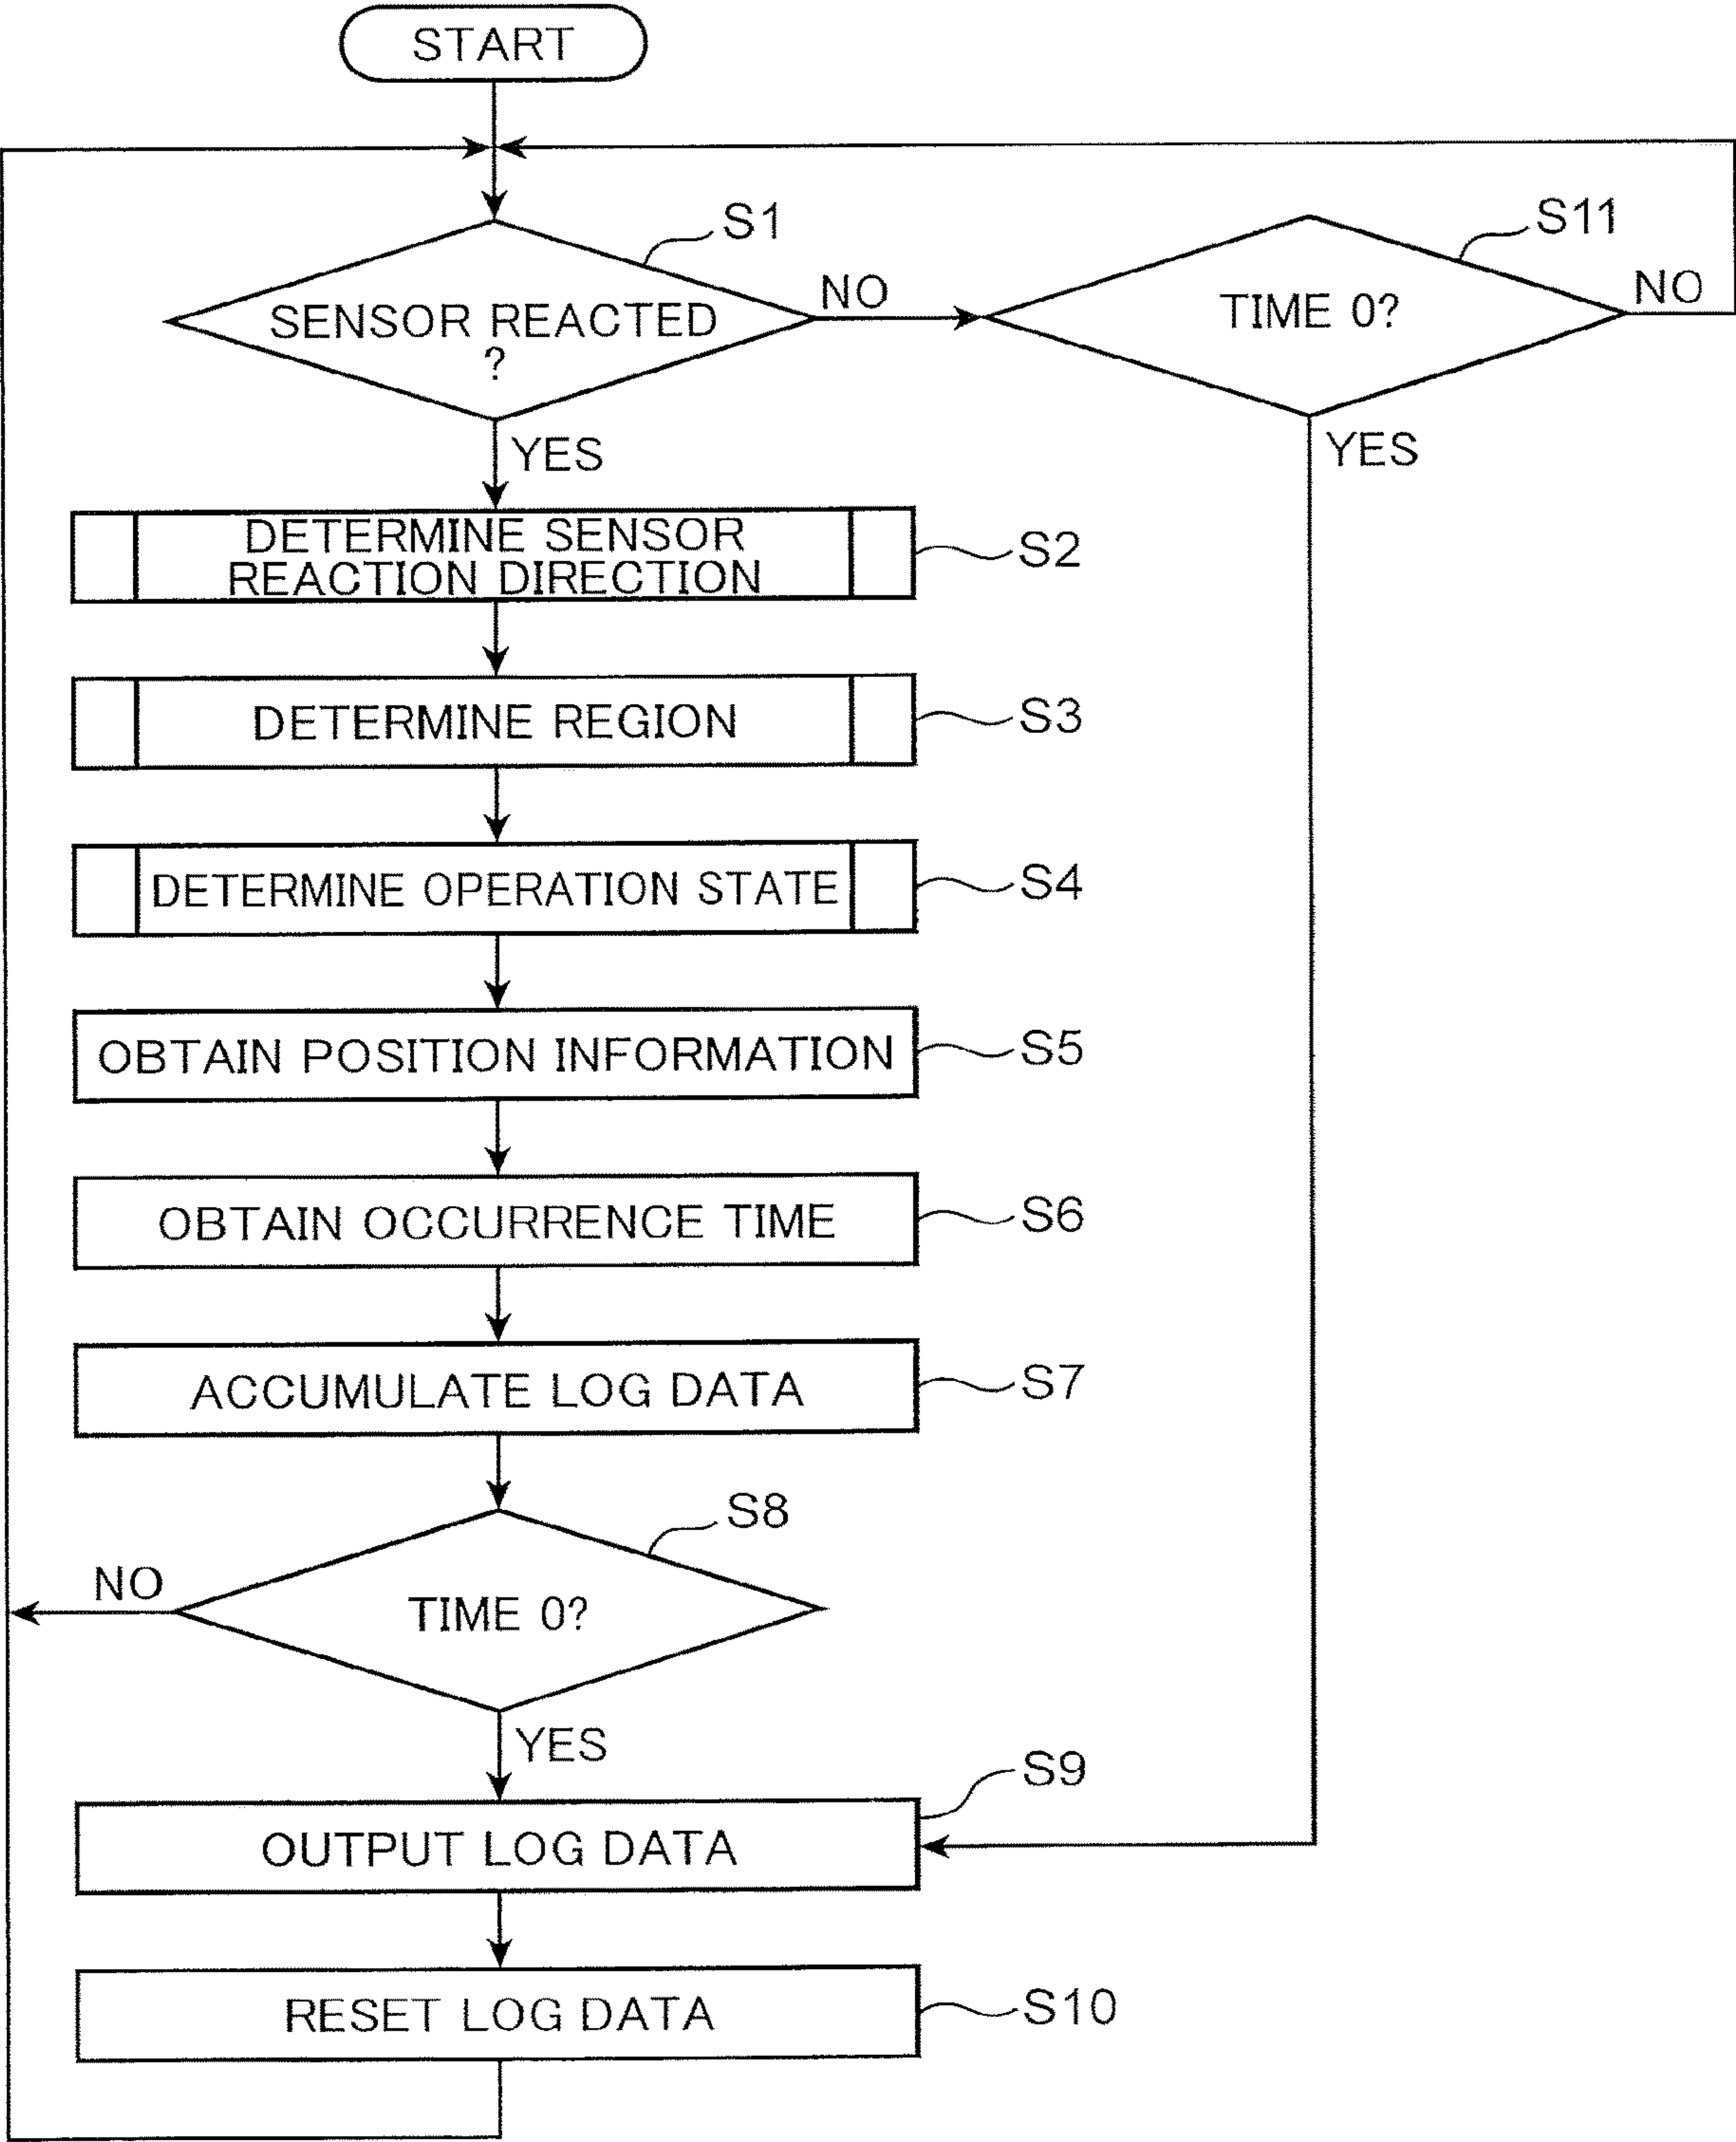 START
S1
SENSOR REACTED
?
NO
S11
TIME 0?
NO
YES
YES
DETERMINE SENSOR
REACTION DIRECTION
S2
DETERMINE REGION
S3
DETERMINE OPERATION STATE
S4
OBTAIN POSITION INFORMATION
S5
OBTAIN OCCURRENCE TIME
S6
ACCUMULATE LOG DATA
S7
S8
TIME 0?
NO
YES
S9
OUTPUT LOG DATA
RESET LOG DATA
S10